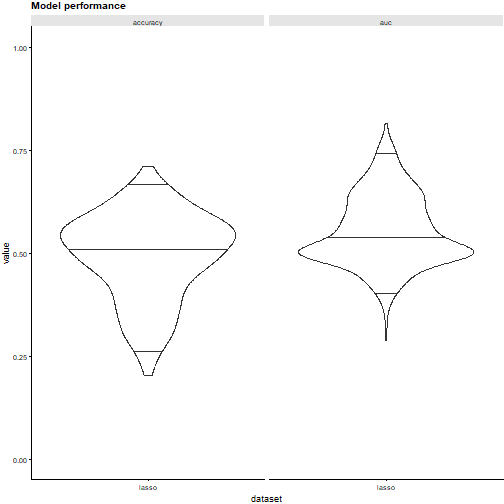 Model performance
accuracy auc
1.00
0.75
0.50
0.25
0.00
value
lasso lasso
dataset